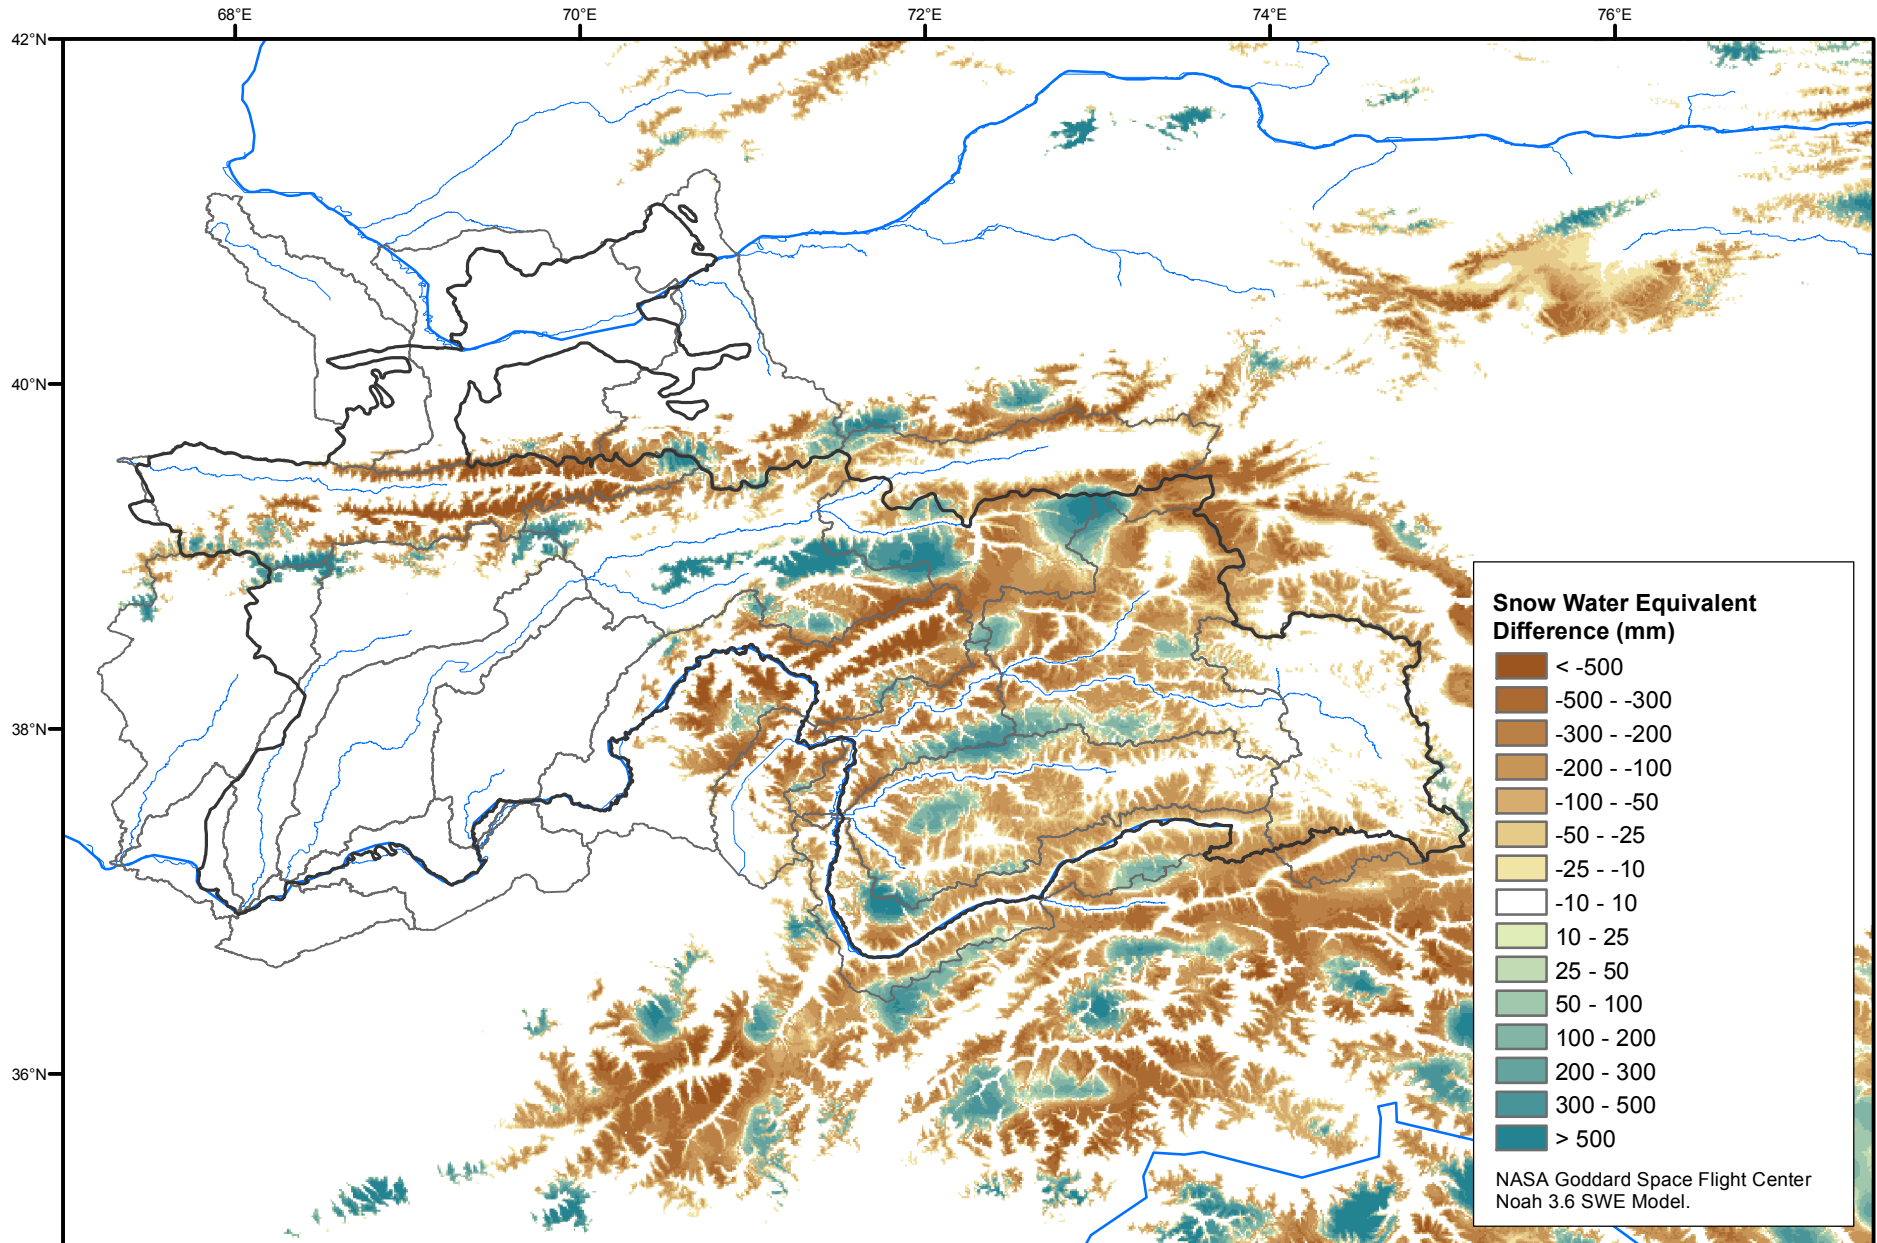 68°E 70°E 72°E 74°E 76°E
42°N
40°N
38°N
36°N
Snow Water Equivalent
Difference (mm)
< -500
-500 - -300
-300 - -200
-200 - -100
-100 - -50
-50 - -25
-25 - -10
-10 - 10
10 - 25
25 - 50
50 - 100
100 - 200
200 - 300
300 - 500
> 500
NASA Goddard Space Flight Center
Noah 3.6 SWE Model.